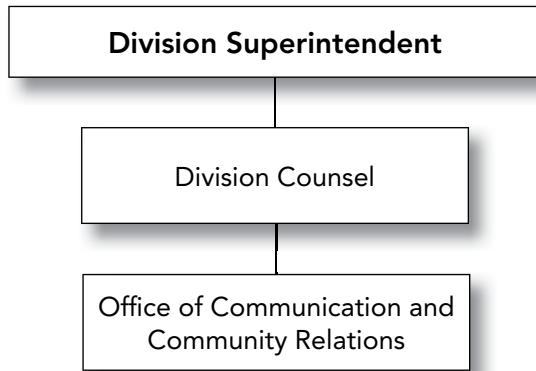 Division Superintendent
Division Counsel
Office of Communication and
Community Relations